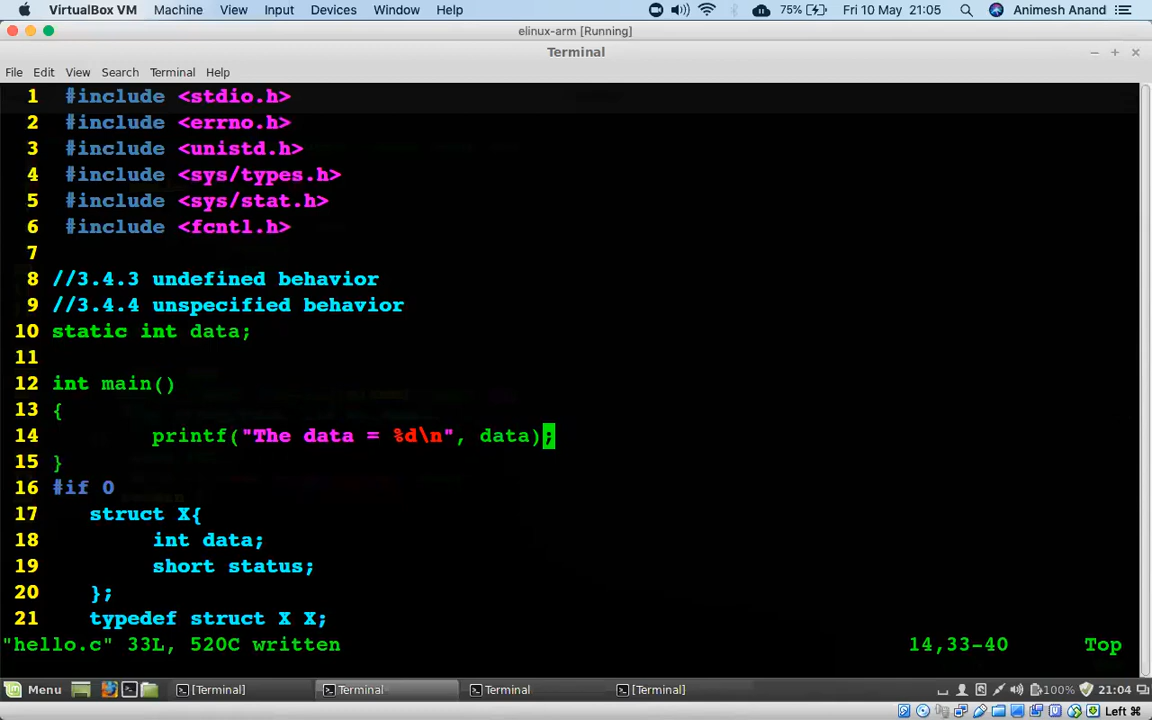 VirtualBox VM Machine View Input Devices Window Help 75% Fri 10 May 21:05 Animesh Anand
elinux-arm [Running]
Terminal
File Edit View Search Terminal Help
1 #include <stdio.h>
2 #include <errno.h>
3 #include <unistd.h>
4 #include <sys/types.h>
5 #include <sys/stat.h>
6 #include <fcntl.h>
7
8 //3.4.3 undefined behavior
9 //3.4.4 unspecified behavior
10 static int data;
11
12 int main()
13 {
14 printf("The data = %d\n", data);
15 }
16 #if 0
17 struct X{
18 int data;
19 short status;
20 };
21 typedef struct X X;
"hello.c" 33L, 520C written 14,33-40 Top
Menu [Terminal] Terminal Terminal [Terminal] 100% 21:04
Left ⌘